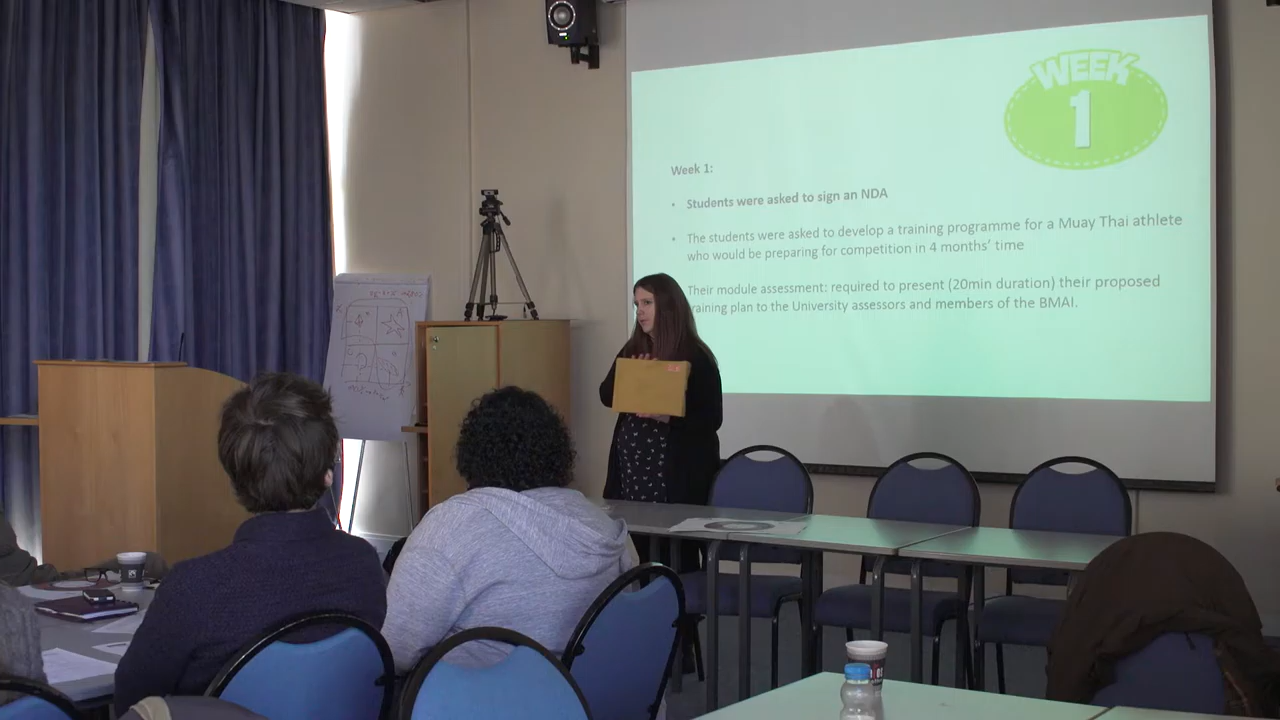 WEEK
1
Week 1:
• Students were asked to sign an NDA
• The students were asked to develop a training programme for a Muay Thai athlete
who would be preparing for competition in 4 months' time
Their module assessment: required to present (20min duration) their proposed
raining plan to the University assessors and members of the BMAI.